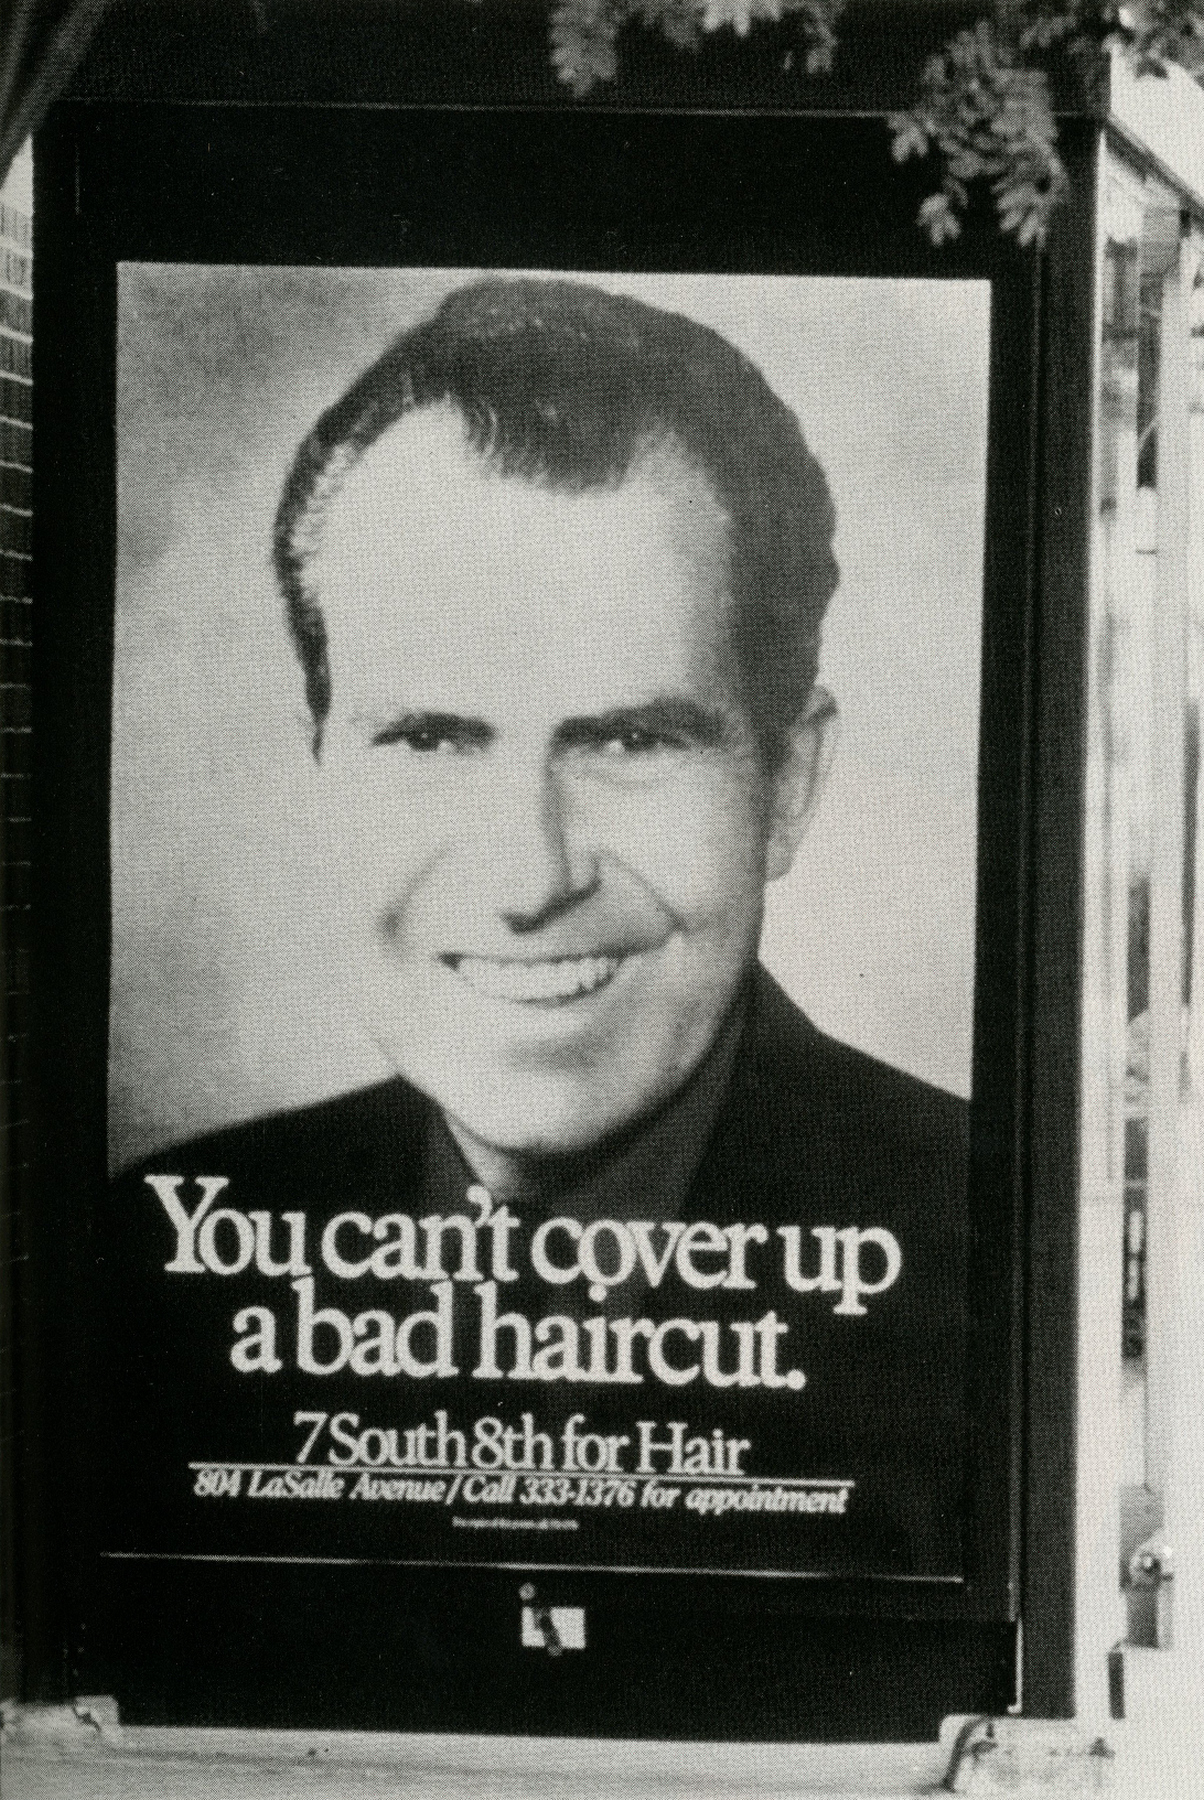 You can't cover up
a bad haircut.
7 South 8th for Hair
804 LaSalle Avenue/Call 333-1376 for appointment